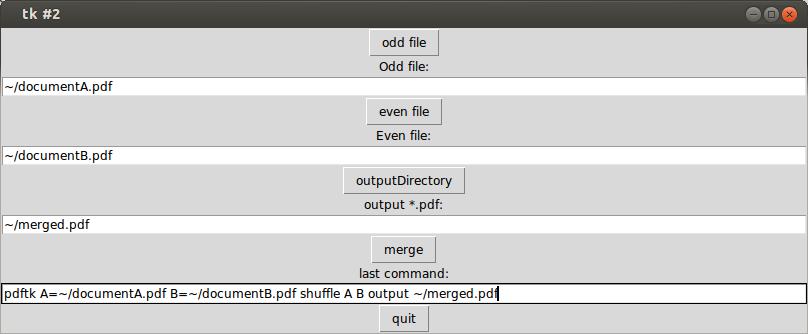 tk #2
odd file
Odd file:
~/documentA.pdf
even file
Even file:
~/documentB.pdf
outputDirectory
output *.pdf:
~/merged.pdf
merge
last command:
pdftk A=~/documentA.pdf B=~/documentB.pdf shuffle A B output ~/merged.pdf
quit